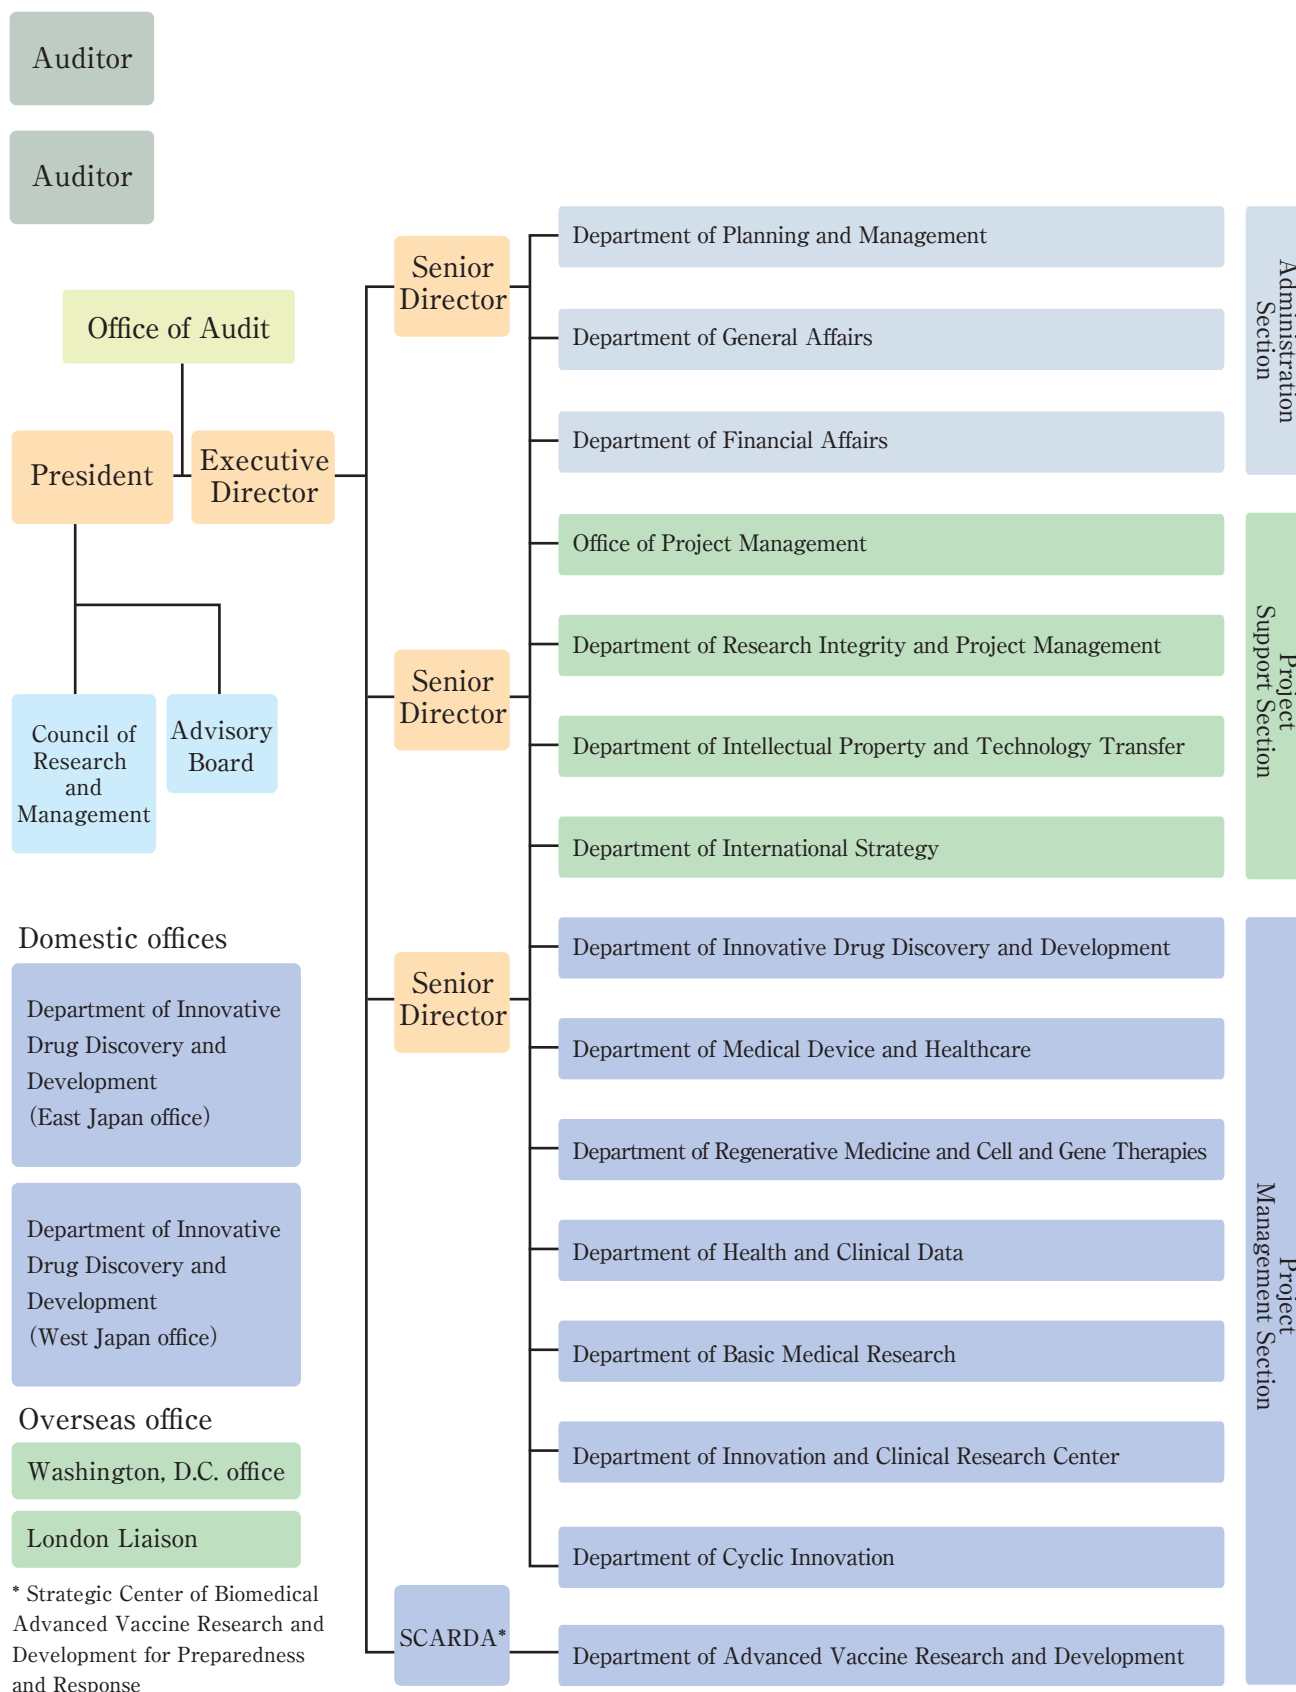 Auditor
Auditor
Office of Audit
President
Executive
Director
Council of
Research
and
Management
Advisory
Board
Senior
Director
Senior
Director
Senior
Director
SCARDA*
Department of Planning and Management
Department of General Affairs
Department of Financial Affairs
Office of Project Management
Department of Research Integrity and Project Management
Department of Intellectual Property and Technology Transfer
Department of International Strategy
Department of Innovative Drug Discovery and Development
Department of Medical Device and Healthcare
Department of Regenerative Medicine and Cell and Gene Therapies
Department of Health and Clinical Data
Department of Basic Medical Research
Department of Innovation and Clinical Research Center
Department of Cyclic Innovation
Department of Advanced Vaccine Research and Development
Administration
Section
Project
Support Section
Project
Management Section
Domestic offices
Department of Innovative
Drug Discovery and
Development
(East Japan office)
Department of Innovative
Drug Discovery and
Development
(West Japan office)
Overseas office
Washington, D.C. office
London Liaison
* Strategic Center of Biomedical
Advanced Vaccine Research and
Development for Preparedness
and Response